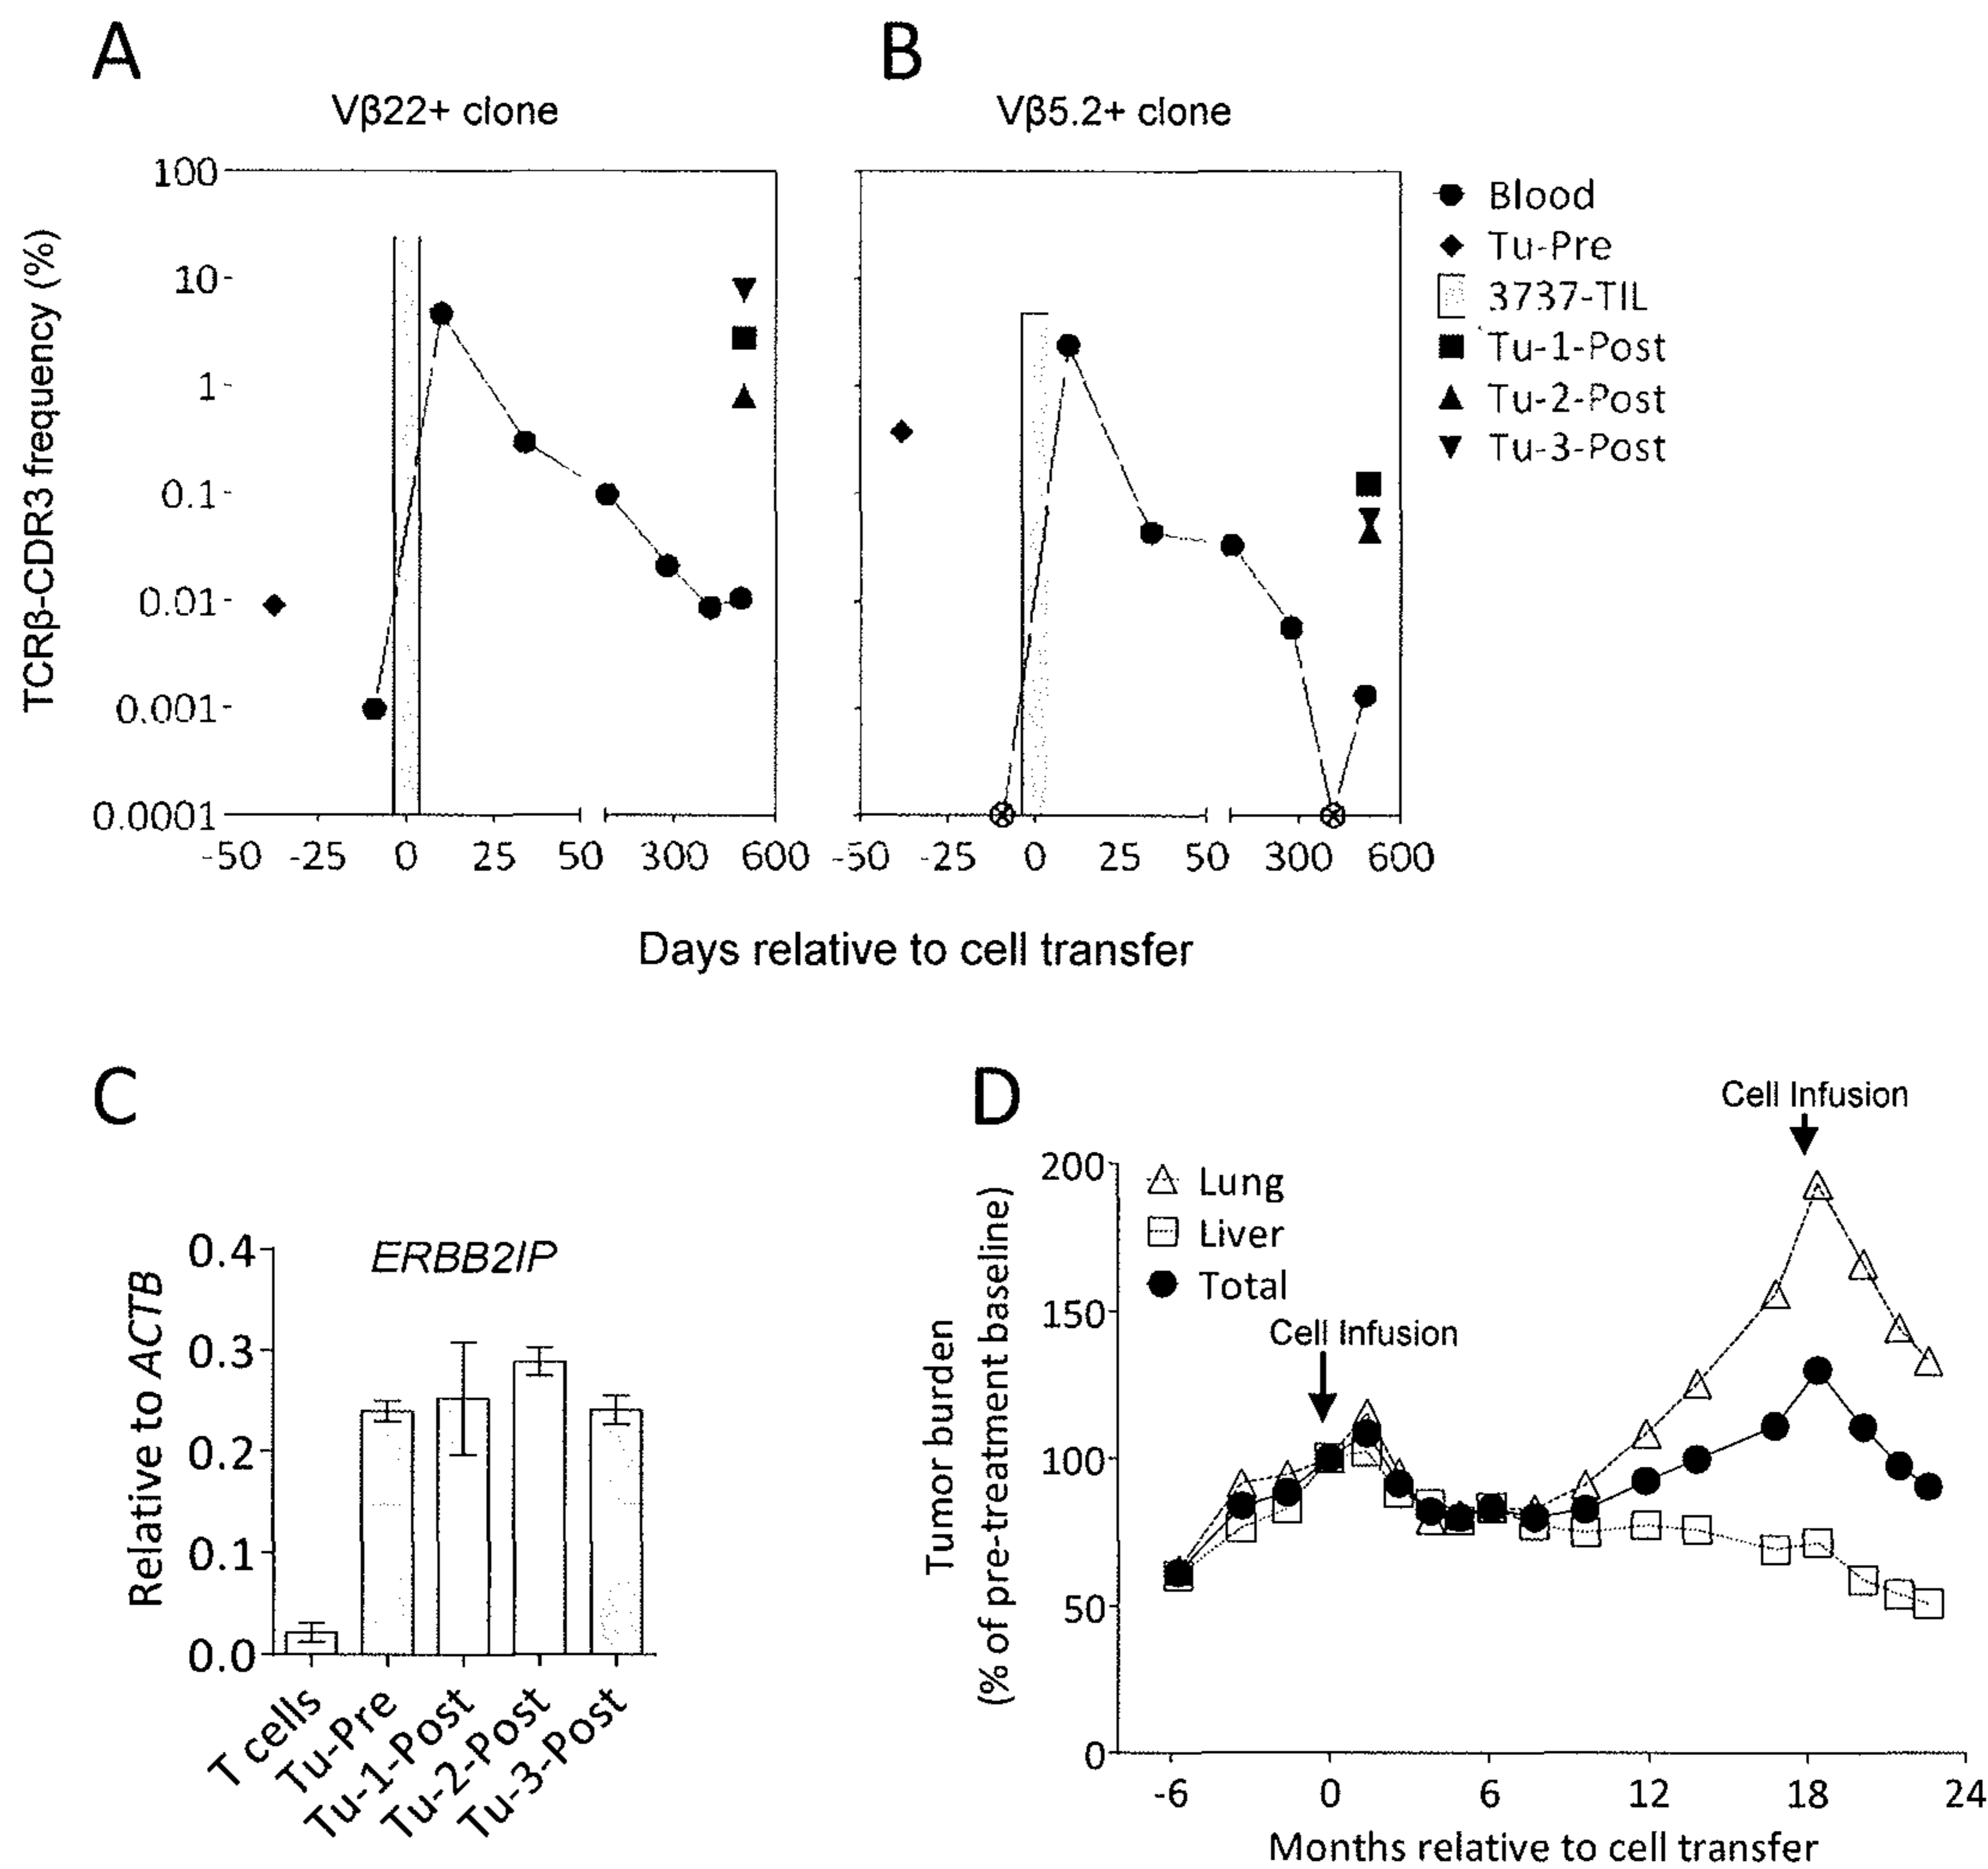 A
B
Vβ22+ clone
Vβ5.2+ clone
TCRβ-CDR3 frequency (%)
100
10
1
0.1
0.01
0.001
0.0001
-50 -25 0 25 50 300 600
-50 -25 0 25 50 300 600
Blood
Tu-Pre
3737-TIL
Tu-1-Post
Tu-2-Post
Tu-3-Post
Days relative to cell transfer
C
ERBB2IP
Relative to ACTB
0.4
0.3
0.2
0.1
0.0
T cells
Tu-Pre
Tu-1-Post
Tu-2-Post
Tu-3-Post
D
Cell Infusion
Lung
Liver
Total
Cell Infusion
Tumor burden
(% of pre-treatment baseline)
200
150
100
50
0
-6 0 6 12 18 24
Months relative to cell transfer